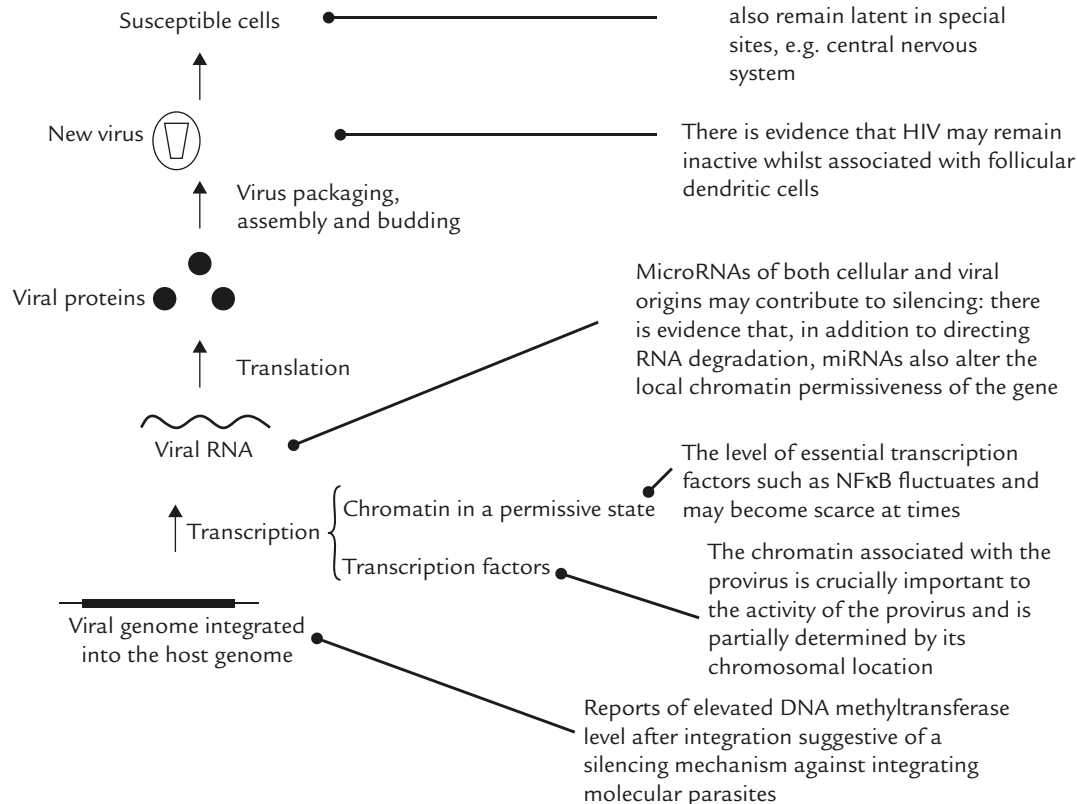 Susceptible cells
also remain latent in special
sites, e.g. central nervous
system
New virus
There is evidence that HIV may remain
inactive whilst associated with follicular
dendritic cells
Virus packaging,
assembly and budding
Viral proteins
MicroRNAs of both cellular and viral
origins may contribute to silencing: there
is evidence that, in addition to directing
RNA degradation, miRNAs also alter the
local chromatin permissiveness of the gene
Translation
Viral RNA
The level of essential transcription
factors such as NFκB fluctuates and
may become scarce at times
Transcription
Chromatin in a permissive state
Transcription factors
The chromatin associated with the
provirus is crucially important to
the activity of the provirus and is
partially determined by its
chromosomal location
Viral genome integrated
into the host genome
Reports of elevated DNA methyltransferase
level after integration suggestive of a
silencing mechanism against integrating
molecular parasites